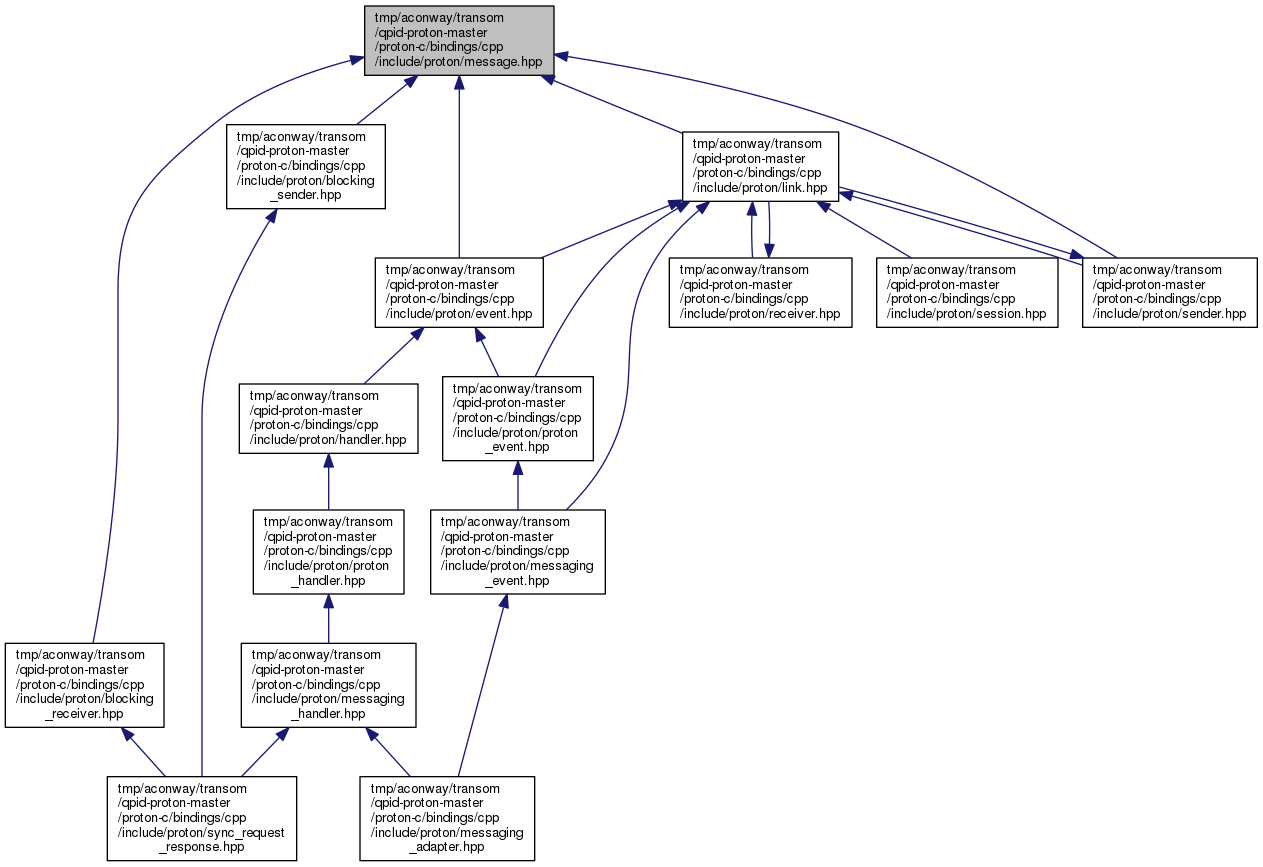 tmp/aconway/transom
/qpid-proton-master
/proton-c/bindings/cpp
/include/proton/message.hpp
tmp/aconway/transom
/qpid-proton-master
/proton-c/bindings/cpp
/include/proton/blocking
_sender.hpp
tmp/aconway/transom
/qpid-proton-master
/proton-c/bindings/cpp
/include/proton/link.hpp
tmp/aconway/transom
/qpid-proton-master
/proton-c/bindings/cpp
/include/proton/event.hpp
tmp/aconway/transom
/qpid-proton-master
/proton-c/bindings/cpp
/include/proton/receiver.hpp
tmp/aconway/transom
/qpid-proton-master
/proton-c/bindings/cpp
/include/proton/session.hpp
tmp/aconway/transom
/qpid-proton-master
/proton-c/bindings/cpp
/include/proton/sender.hpp
tmp/aconway/transom
/qpid-proton-master
/proton-c/bindings/cpp
/include/proton/handler.hpp
tmp/aconway/transom
/qpid-proton-master
/proton-c/bindings/cpp
/include/proton/proton
_event.hpp
tmp/aconway/transom
/qpid-proton-master
/proton-c/bindings/cpp
/include/proton/proton
_handler.hpp
tmp/aconway/transom
/qpid-proton-master
/proton-c/bindings/cpp
/include/proton/messaging
_event.hpp
tmp/aconway/transom
/qpid-proton-master
/proton-c/bindings/cpp
/include/proton/blocking
_receiver.hpp
tmp/aconway/transom
/qpid-proton-master
/proton-c/bindings/cpp
/include/proton/messaging
_handler.hpp
tmp/aconway/transom
/qpid-proton-master
/proton-c/bindings/cpp
/include/proton/sync_request
_response.hpp
tmp/aconway/transom
/qpid-proton-master
/proton-c/bindings/cpp
/include/proton/messaging
_adapter.hpp